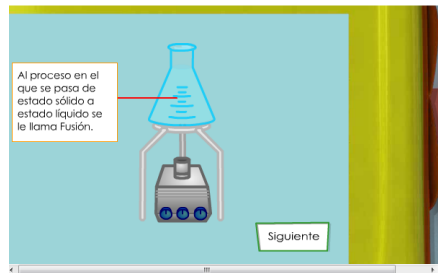 Al proceso en el
que se pasa de
estado sólido a
estado líquido se
le llama Fusión.
Siguiente